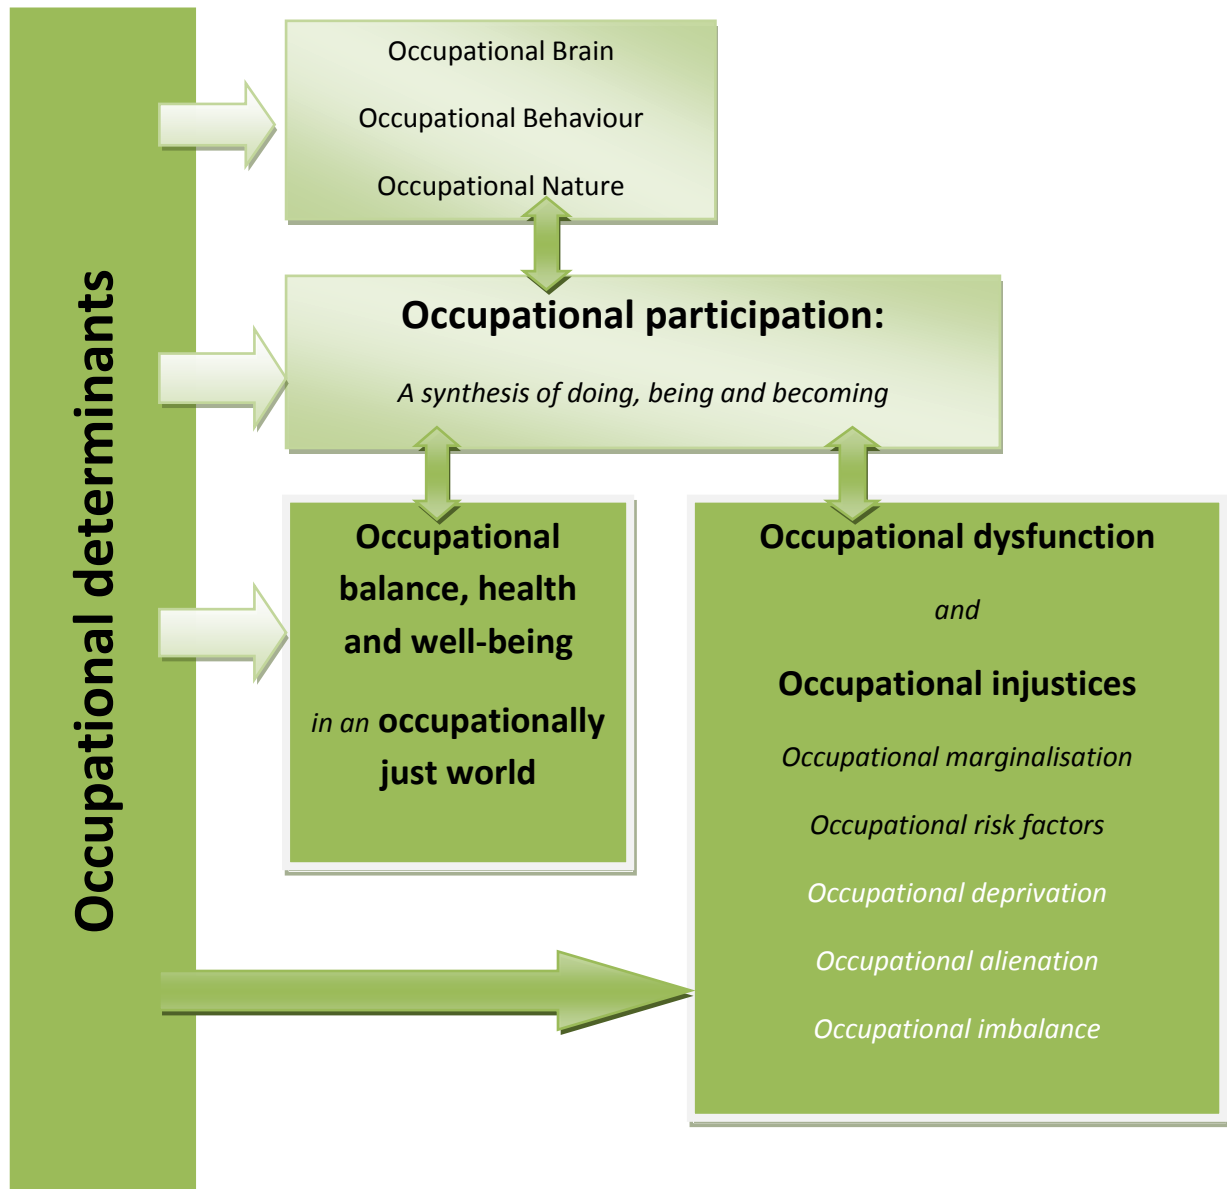 Occupational determinants
Occupational Brain
Occupational Behaviour
Occupational Nature
Occupational participation:
A synthesis of doing, being and becoming
Occupational
balance, health
and well-being
in an occupationally
just world
Occupational dysfunction
and
Occupational injustices
Occupational marginalisation
Occupational risk factors
Occupational deprivation
Occupational alienation
Occupational imbalance